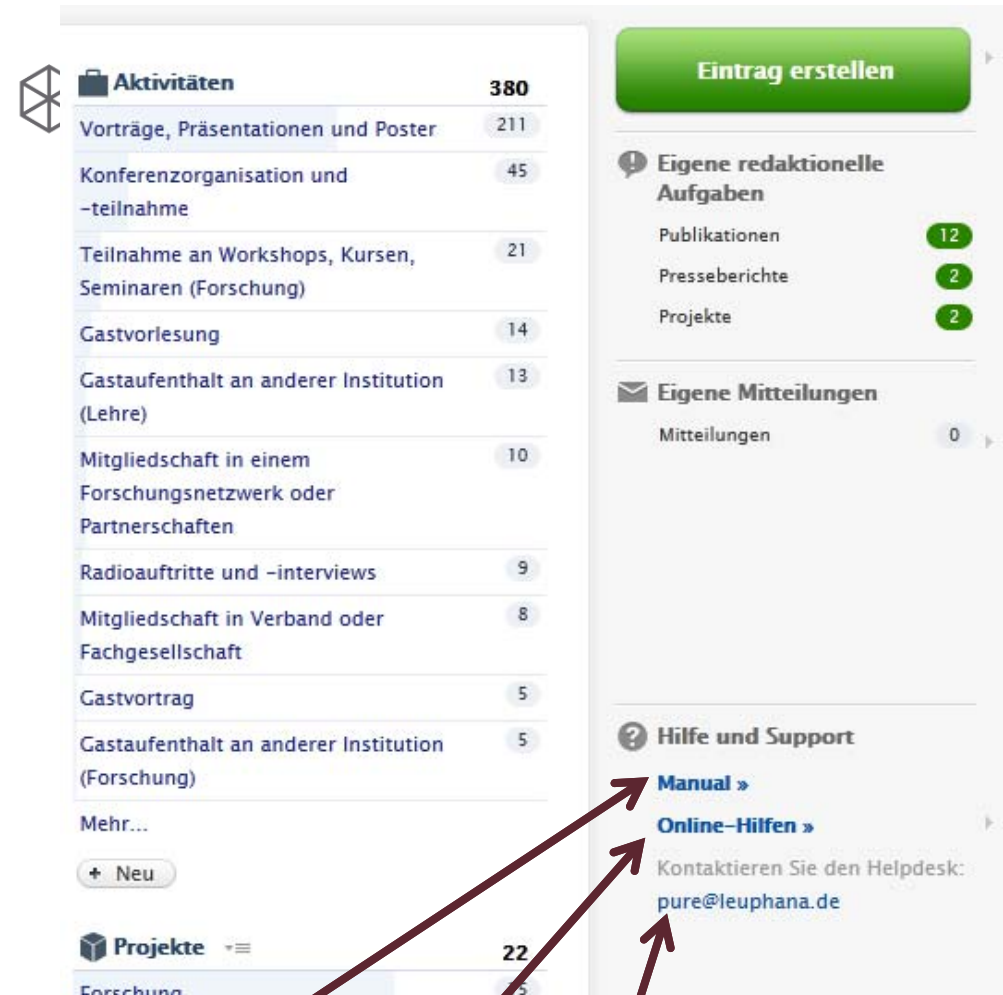 Aktivitäten 380
Vorträge, Präsentationen und Poster 211
Konferenzorganisation und 45
-teilnahme
Teilnahme an Workshops, Kursen, 21
Seminaren (Forschung)
Gastvorlesung 14
Gastaufenthalt an anderer Institution 13
(Lehre)
Mitgliedschaft in einem 10
Forschungsnetzwerk oder
Partnerschaften
Radioauftritte und -interviews 9
Mitgliedschaft in Verband oder 8
Fachgesellschaft
Gastvortrag 5
Gastaufenthalt an anderer Institution 5
(Forschung)
Mehr...
+ Neu
Projekte 22
Forschung
Eintrag erstellen
Eigene redaktionelle
Aufgaben
Publikationen 12
Presseberichte 2
Projekte 2
Eigene Mitteilungen
Mitteilungen 0
Hilfe und Support
Manual »
Online-Hilfen »
Kontaktieren Sie den Helpdesk:
pure@leuphana.de